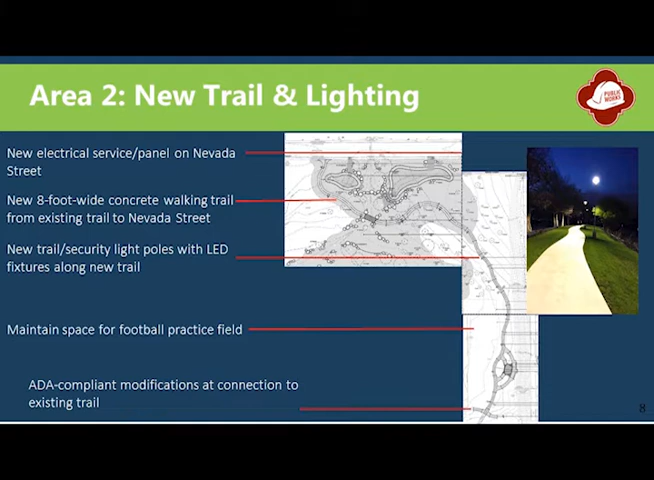 Area 2: New Trail & Lighting
PUBLIC
WORKS
New electrical service/panel on Nevada
Street
New 8-foot-wide concrete walking trail
from existing trail to Nevada Street
New trail/security light poles with LED
fixtures along new trail
Maintain space for football practice field
ADA-compliant modifications at connection to
existing trail
8